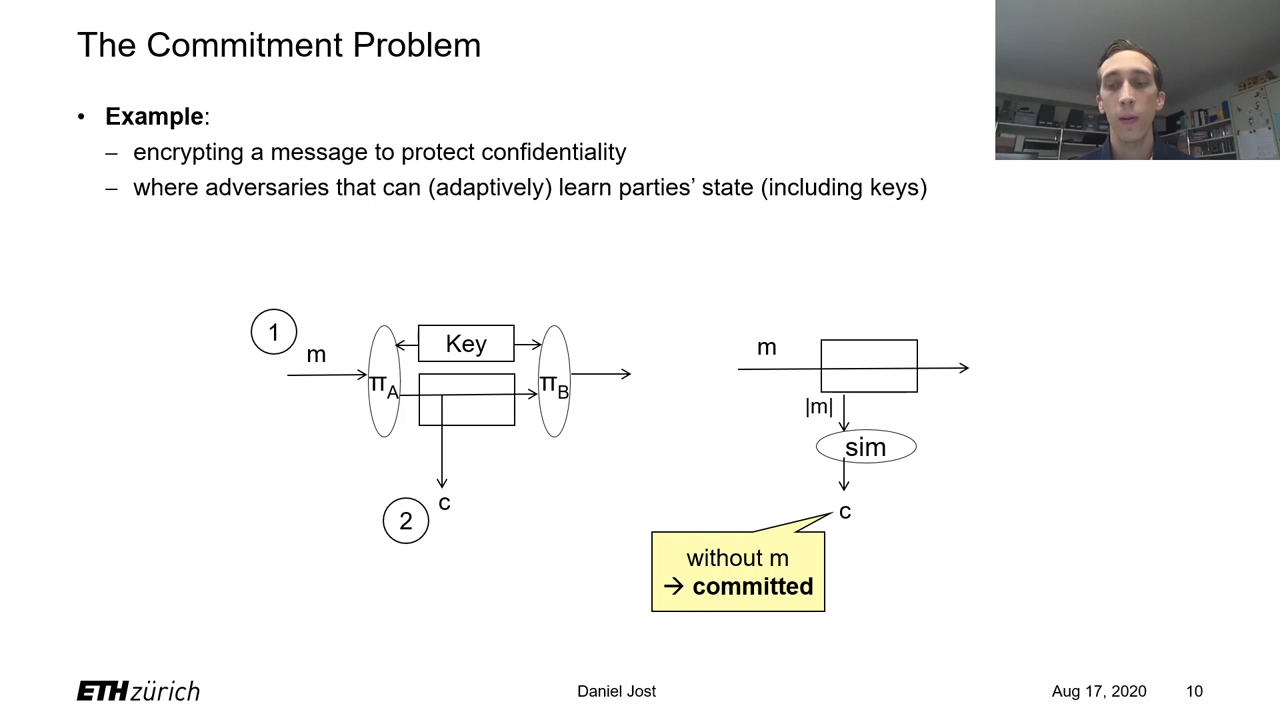 The Commitment Problem
• Example:
– encrypting a message to protect confidentiality
– where adversaries that can (adaptively) learn parties’ state (including keys)
1
m
Key
πA
πB
2
c
m
|m|
sim
c
without m
→ committed
ETH zürich
Daniel Jost
Aug 17, 2020
10